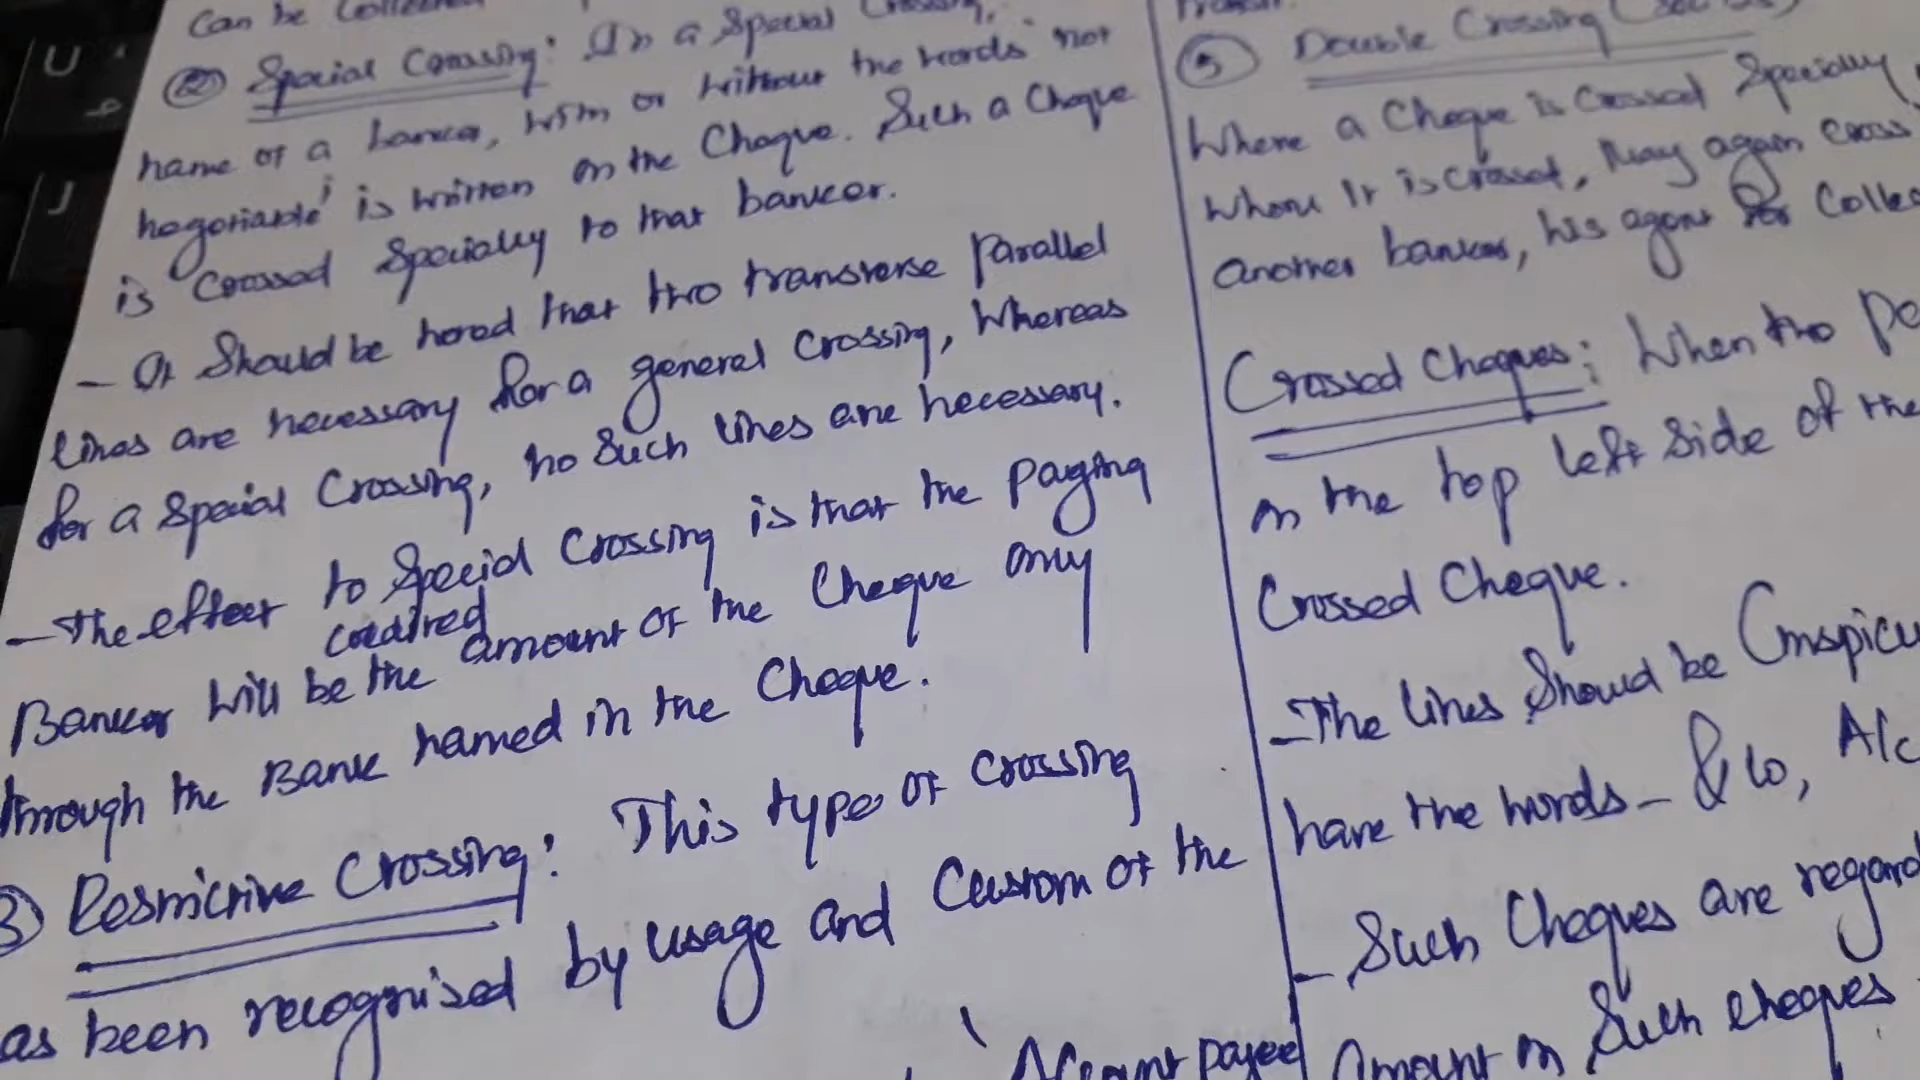 Can be Collected
② Special Crossing: In a Special Crossing,
name of a banker, with or without the words 'not
negotiable' is written on the Cheque. Such a Cheque
is Crossed Specially to that banker.
- It Should be noted that two transverse parallel
lines are necessary for a general Crossing, whereas
for a Special Crossing, no Such lines are necessary.
- The effect to Special Crossing is that the paying
Banker will be the credited amount of the Cheque only
through the Bank named in the Cheque.
3) Restrictive Crossing: This type of Crossing
as been recognised by usage and Custom of the
Account payee
⑤ Double Crossing
Where a Cheque is Crossed Specially,
whom it is crossed, may again cross
another banker, his agent for Collec
Crossed Cheques: When two pa
on the top left Side of the
Crossed Cheque.
- The lines Should be Conspicu
have the words - & Co, A/c
- Such Cheques are regard
Amount on Such cheques
U
J